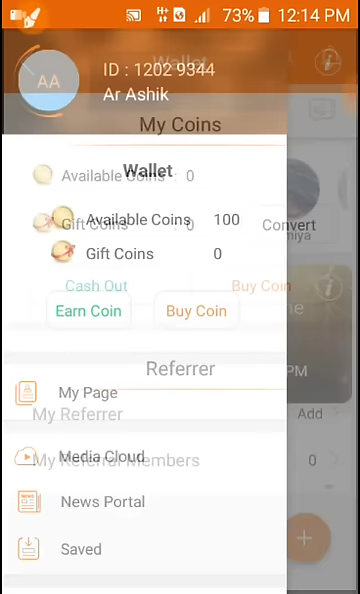 73% 12:14 PM
Wallet
AA
ID : 1202 9344
Ar Ashik
My Coins
Wallet
Available Coins : 0
Available Coins 100
Gift Coins : 0 Convert
Gift Coins 0
Cash Out Buy Coin
Earn Coin Buy Coin
Referrer
PM
My Page
My Referrer Add
Media Cloud
My Referral Members 0
News Portal
Saved